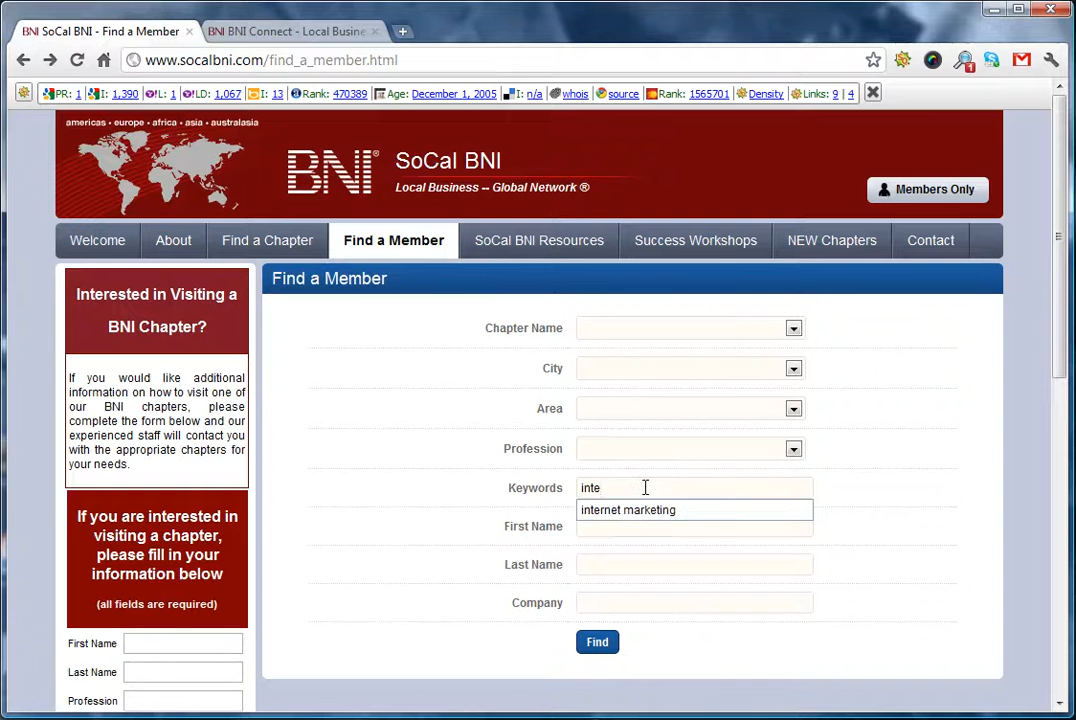 BNI SoCal BNI - Find a Member
BNI BNI Connect - Local Busine
www.socalbni.com/find_a_member.html
PR: 1 I: 1,390 L: 1 LD: 1,067 I: 13 Rank: 470389 Age: December 1, 2005 I: n/a whois source Rank: 1565701 Density Links: 9 | 4
americas • europe • africa • asia • australasia
BNI®
SoCal BNI
Local Business -- Global Network ®
Members Only
Welcome About Find a Chapter Find a Member SoCal BNI Resources Success Workshops NEW Chapters Contact
Interested in Visiting a
BNI Chapter?
If you would like additional
information on how to visit one of
our BNI chapters, please
complete the form below and our
experienced staff will contact you
with the appropriate chapters for
your needs.
If you are interested in
visiting a chapter,
please fill in your
information below
(all fields are required)
First Name
Last Name
Profession
Find a Member
Chapter Name
City
Area
Profession
Keywords inte
internet marketing
First Name
Last Name
Company
Find